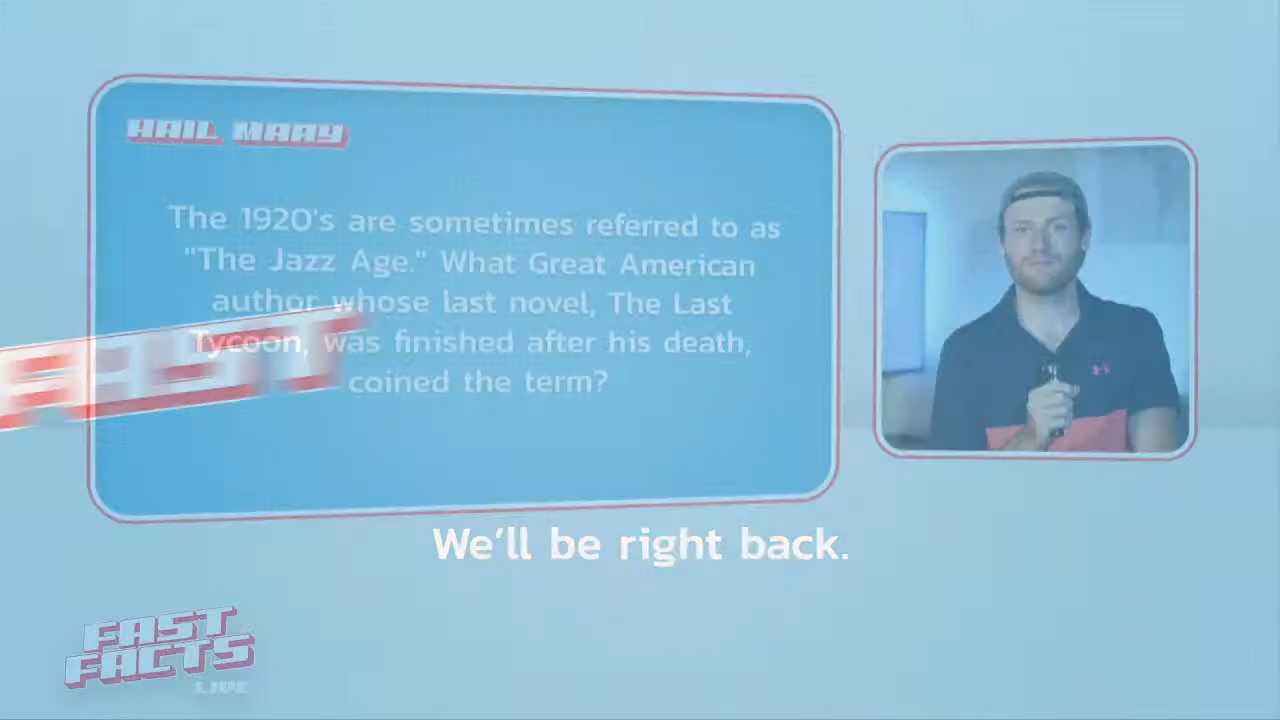 HAIL MARY
The 1920's are sometimes referred to as
"The Jazz Age." What Great American
author whose last novel, The Last
Tycoon, was finished after his death,
coined the term?
FAST
We'll be right back.
FAST
FACTS